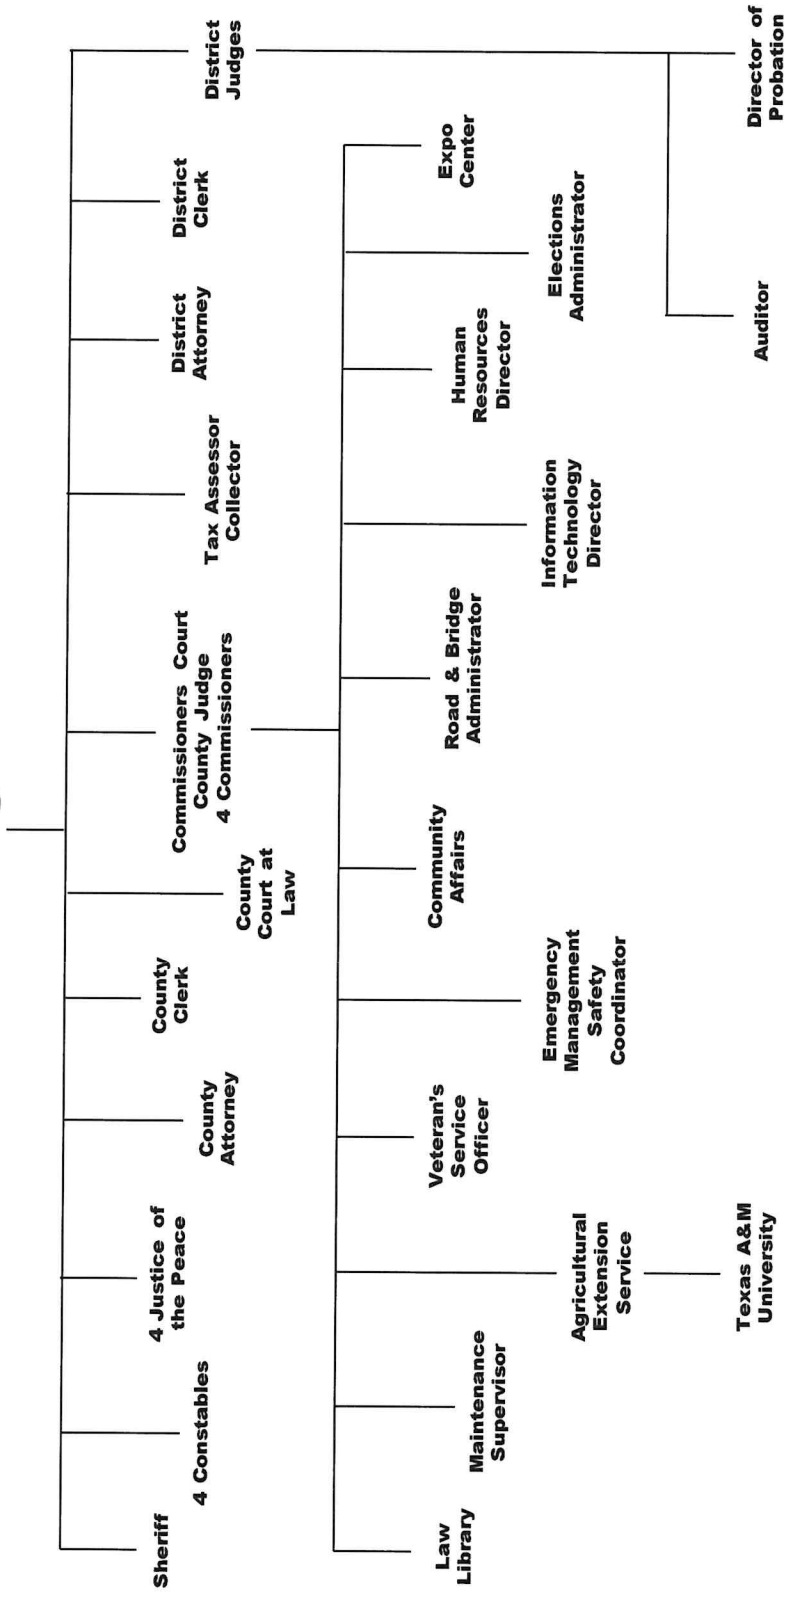 Sheriff
4 Constables
4 Justice of
the Peace
County
Attorney
County
Clerk
County
Court at
Law
Commissioners Court
County Judge
4 Commissioners
Tax Assessor
Collector
District
Attorney
District
Clerk
District
Judges
Law
Library
Maintenance
Supervisor
Agricultural
Extension
Service
Texas A&M
University
Veteran's
Service
Officer
Emergency
Management
Safety
Coordinator
Community
Affairs
Road & Bridge
Administrator
Information
Technology
Director
Human
Resources
Director
Elections
Administrator
Expo
Center
Auditor
Director of
Probation